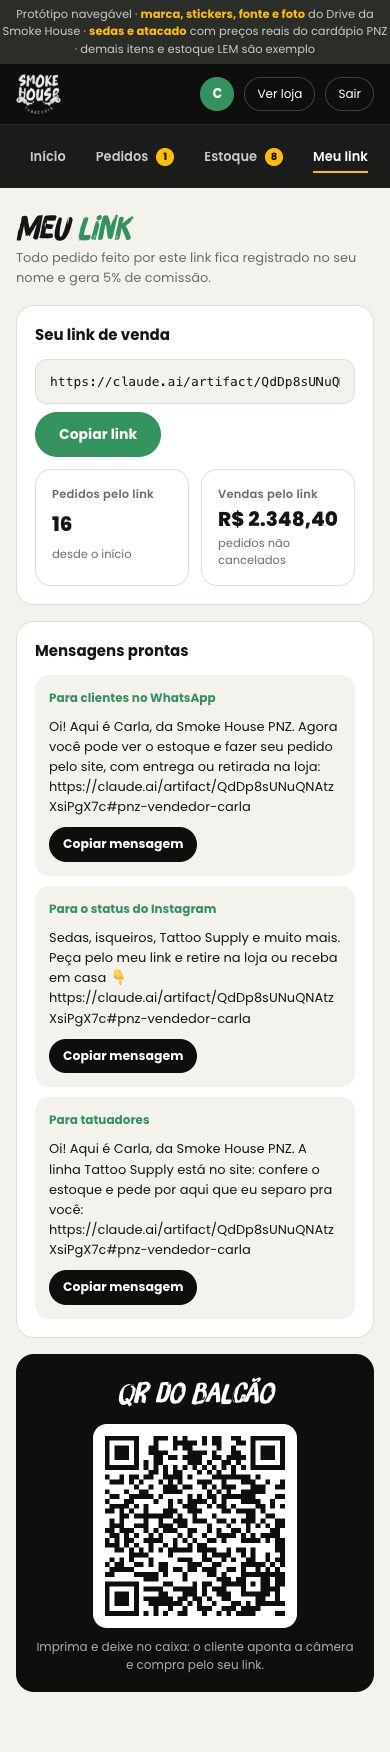 Protótipo navegável · marca, stickers, fonte e foto do Drive da
Smoke House · sedas e atacado com preços reais do cardápio PNZ
· demais itens e estoque LEM são exemplo
SMOKE
HOUSE
TABACARIA
C
Ver loja
Sair
Início
Pedidos 1
Estoque 8
Meu link
MEU LINK
Todo pedido feito por este link fica registrado no seu
nome e gera 5% de comissão.
Seu link de venda
https://claude.ai/artifact/QdDp8sUNuQ
Copiar link
Pedidos pelo link
16
desde o início
Vendas pelo link
R$ 2.348,40
pedidos não
cancelados
Mensagens prontas
Para clientes no WhatsApp
Oi! Aqui é Carla, da Smoke House PNZ. Agora
você pode ver o estoque e fazer seu pedido
pelo site, com entrega ou retirada na loja:
https://claude.ai/artifact/QdDp8sUNuQNAtz
XsiPgX7c#pnz-vendedor-carla
Copiar mensagem
Para o status do Instagram
Sedas, isqueiros, Tattoo Supply e muito mais.
Peça pelo meu link e retire na loja ou receba
em casa 👇
https://claude.ai/artifact/QdDp8sUNuQNAtz
XsiPgX7c#pnz-vendedor-carla
Copiar mensagem
Para tatuadores
Oi! Aqui é Carla, da Smoke House PNZ. A
linha Tattoo Supply está no site: confere o
estoque e pede por aqui que eu separo pra
você:
https://claude.ai/artifact/QdDp8sUNuQNAtz
XsiPgX7c#pnz-vendedor-carla
Copiar mensagem
QR DO BALCÃO
Imprima e deixe no caixa: o cliente aponta a câmera
e compra pelo seu link.